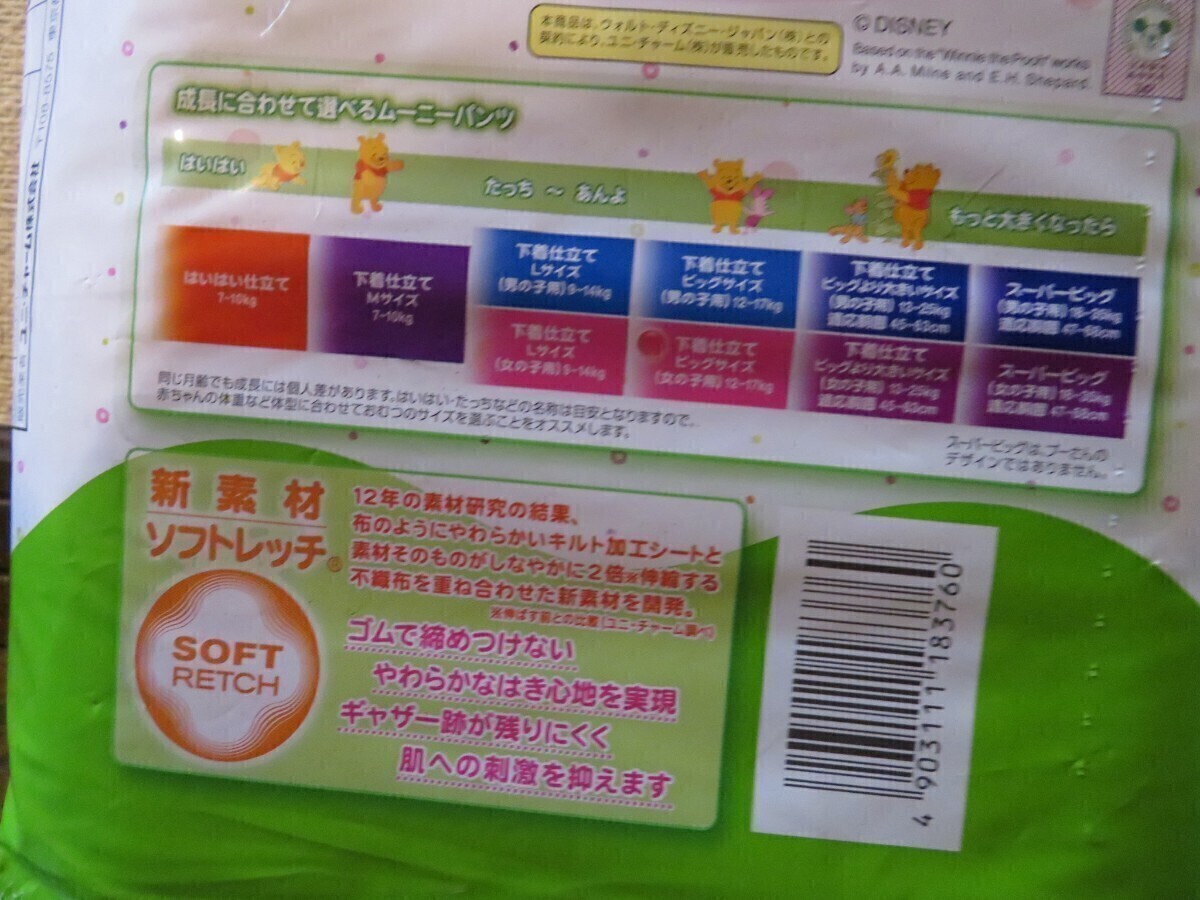 本商品は、ウォルト・ディズニー・ジャパン(株)との
契約により、ユニ・チャーム(株)が販売したものです。
© DISNEY
Based on the "Winnie the Pooh" works
by A.A. Milne and E.H. Shepard.
成長に合わせて選べるムーニーパンツ
はいはい
たっち ～ あんよ
もっと大きくなったら
はいはい仕立て
7-10kg
下着仕立て
Mサイズ
7-10kg
下着仕立て
Lサイズ
(男の子用) 9-14kg
下着仕立て
ビッグサイズ
(男の子用) 12-17kg
下着仕立て
ビッグより大きいサイズ
(男の子用) 13-25kg
適応胴囲 45-63cm
スーパービッグ
(男の子用) 18-35kg
適応胴囲 47-68cm
下着仕立て
Lサイズ
(女の子用) 9-14kg
下着仕立て
ビッグサイズ
(女の子用) 12-17kg
下着仕立て
ビッグより大きいサイズ
(女の子用) 13-25kg
適応胴囲 45-63cm
スーパービッグ
(女の子用) 18-35kg
適応胴囲 47-68cm
同じ月齢でも成長には個人差があります。はいはい・たっちなどの名称は目安となりますので、
赤ちゃんの体重など体型に合わせておむつのサイズを選ぶことをオススメします。
スーパービッグは、プーさんの
デザインではありません。
新素材
ソフトレッチ®
SOFT
RETCH
12年の素材研究の結果、
布のようにやわらかいキルト加工シートと
素材そのものがしなやかに2倍※伸縮する
不織布を重ね合わせた新素材を開発。
※伸ばす前との比較 (ユニ・チャーム調べ)
ゴムで締めつけない
やわらかなはき心地を実現
ギャザー跡が残りにくく
肌への刺激を抑えます
4 903111 183760
ユニ・チャーム株式会社
〒108-8575